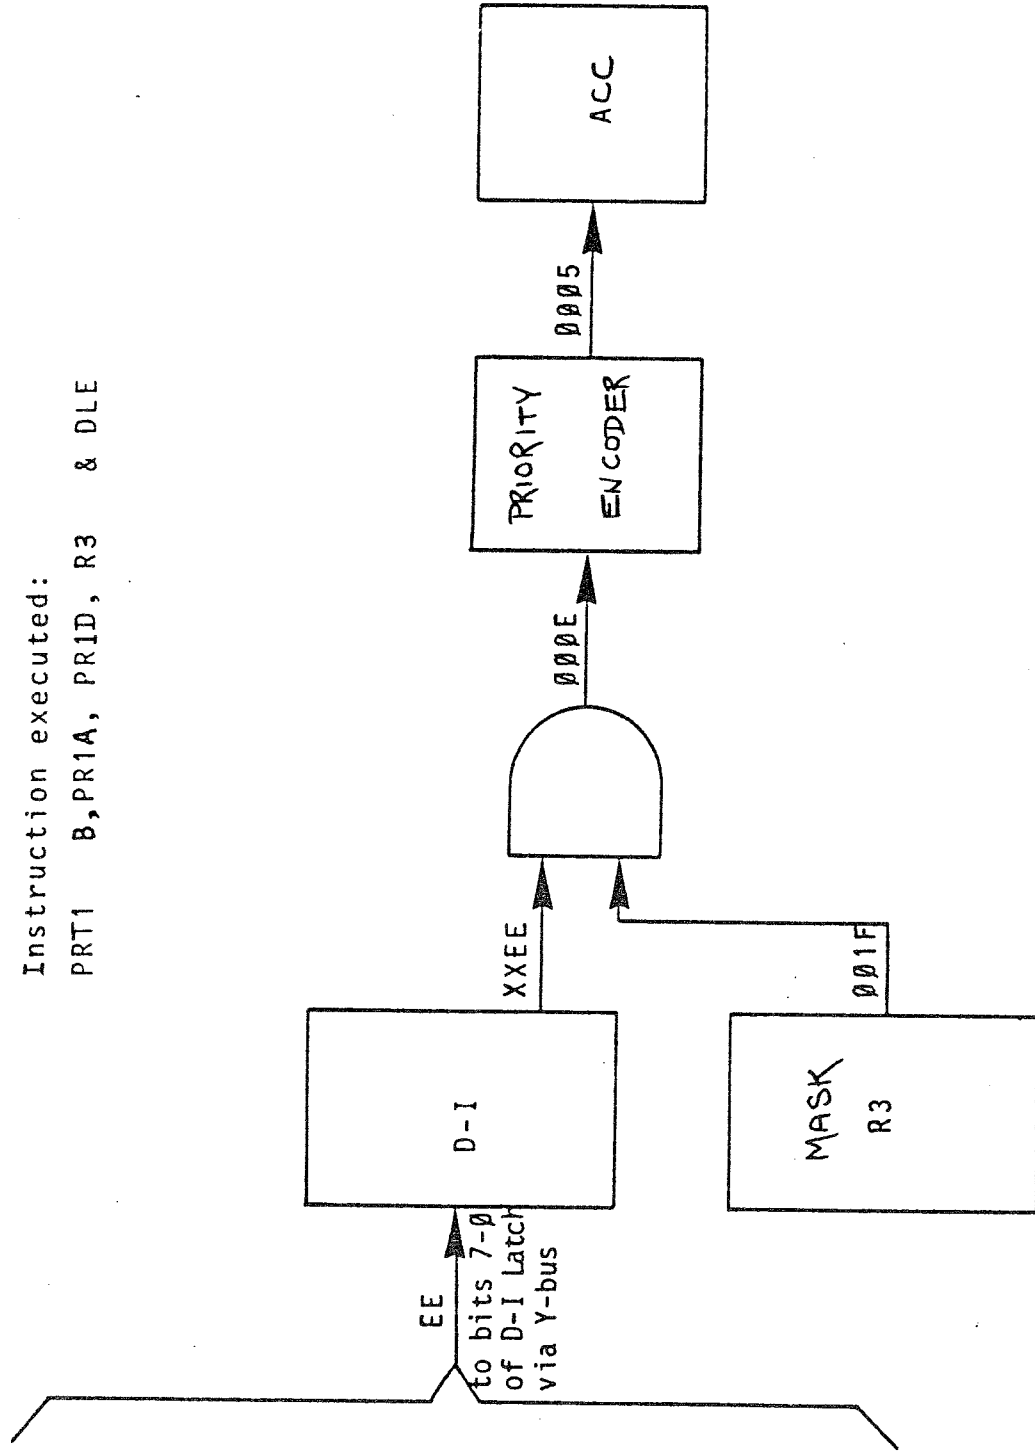 Instruction executed:
PRT1 B,PR1A, PR1D, R3 & DLE
EE
to bits 7-Ø
of D-I Latch
via Y-bus
D-I
XXEE
MASK
R3
ØØ1F
ØØØE
PRIORITY
ENCODER
ØØØ5
ACC